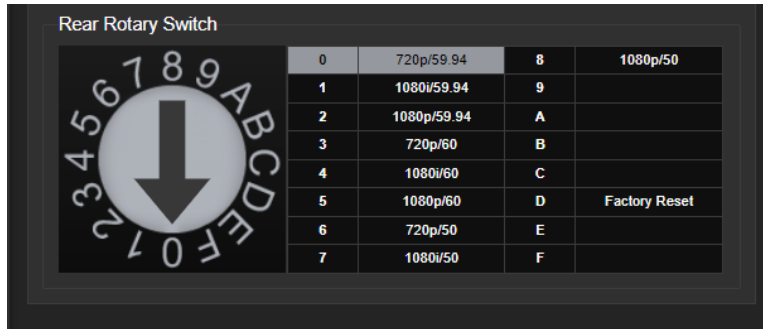 Rear Rotary Switch
0 1 2 3 4 5 6 7 8 9 A B C D E F
0 720p/59.94 8 1080p/50
1 1080i/59.94 9
2 1080p/59.94 A
3 720p/60 B
4 1080i/60 C
5 1080p/60 D Factory Reset
6 720p/50 E
7 1080i/50 F